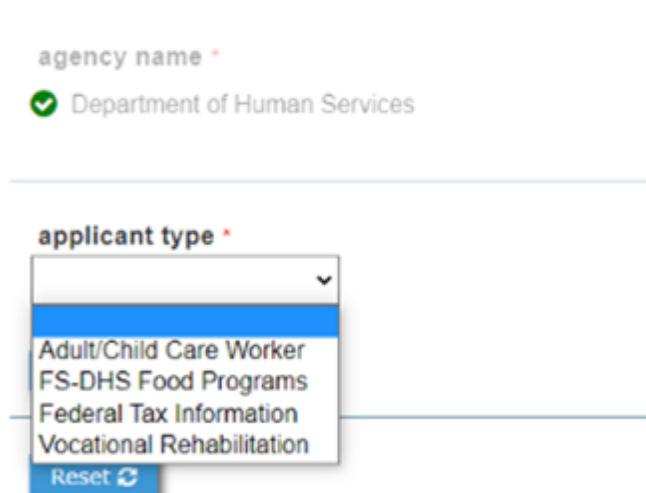 agency name *
Department of Human Services
applicant type *
Adult/Child Care Worker
FS-DHS Food Programs
Federal Tax Information
Vocational Rehabilitation
Reset